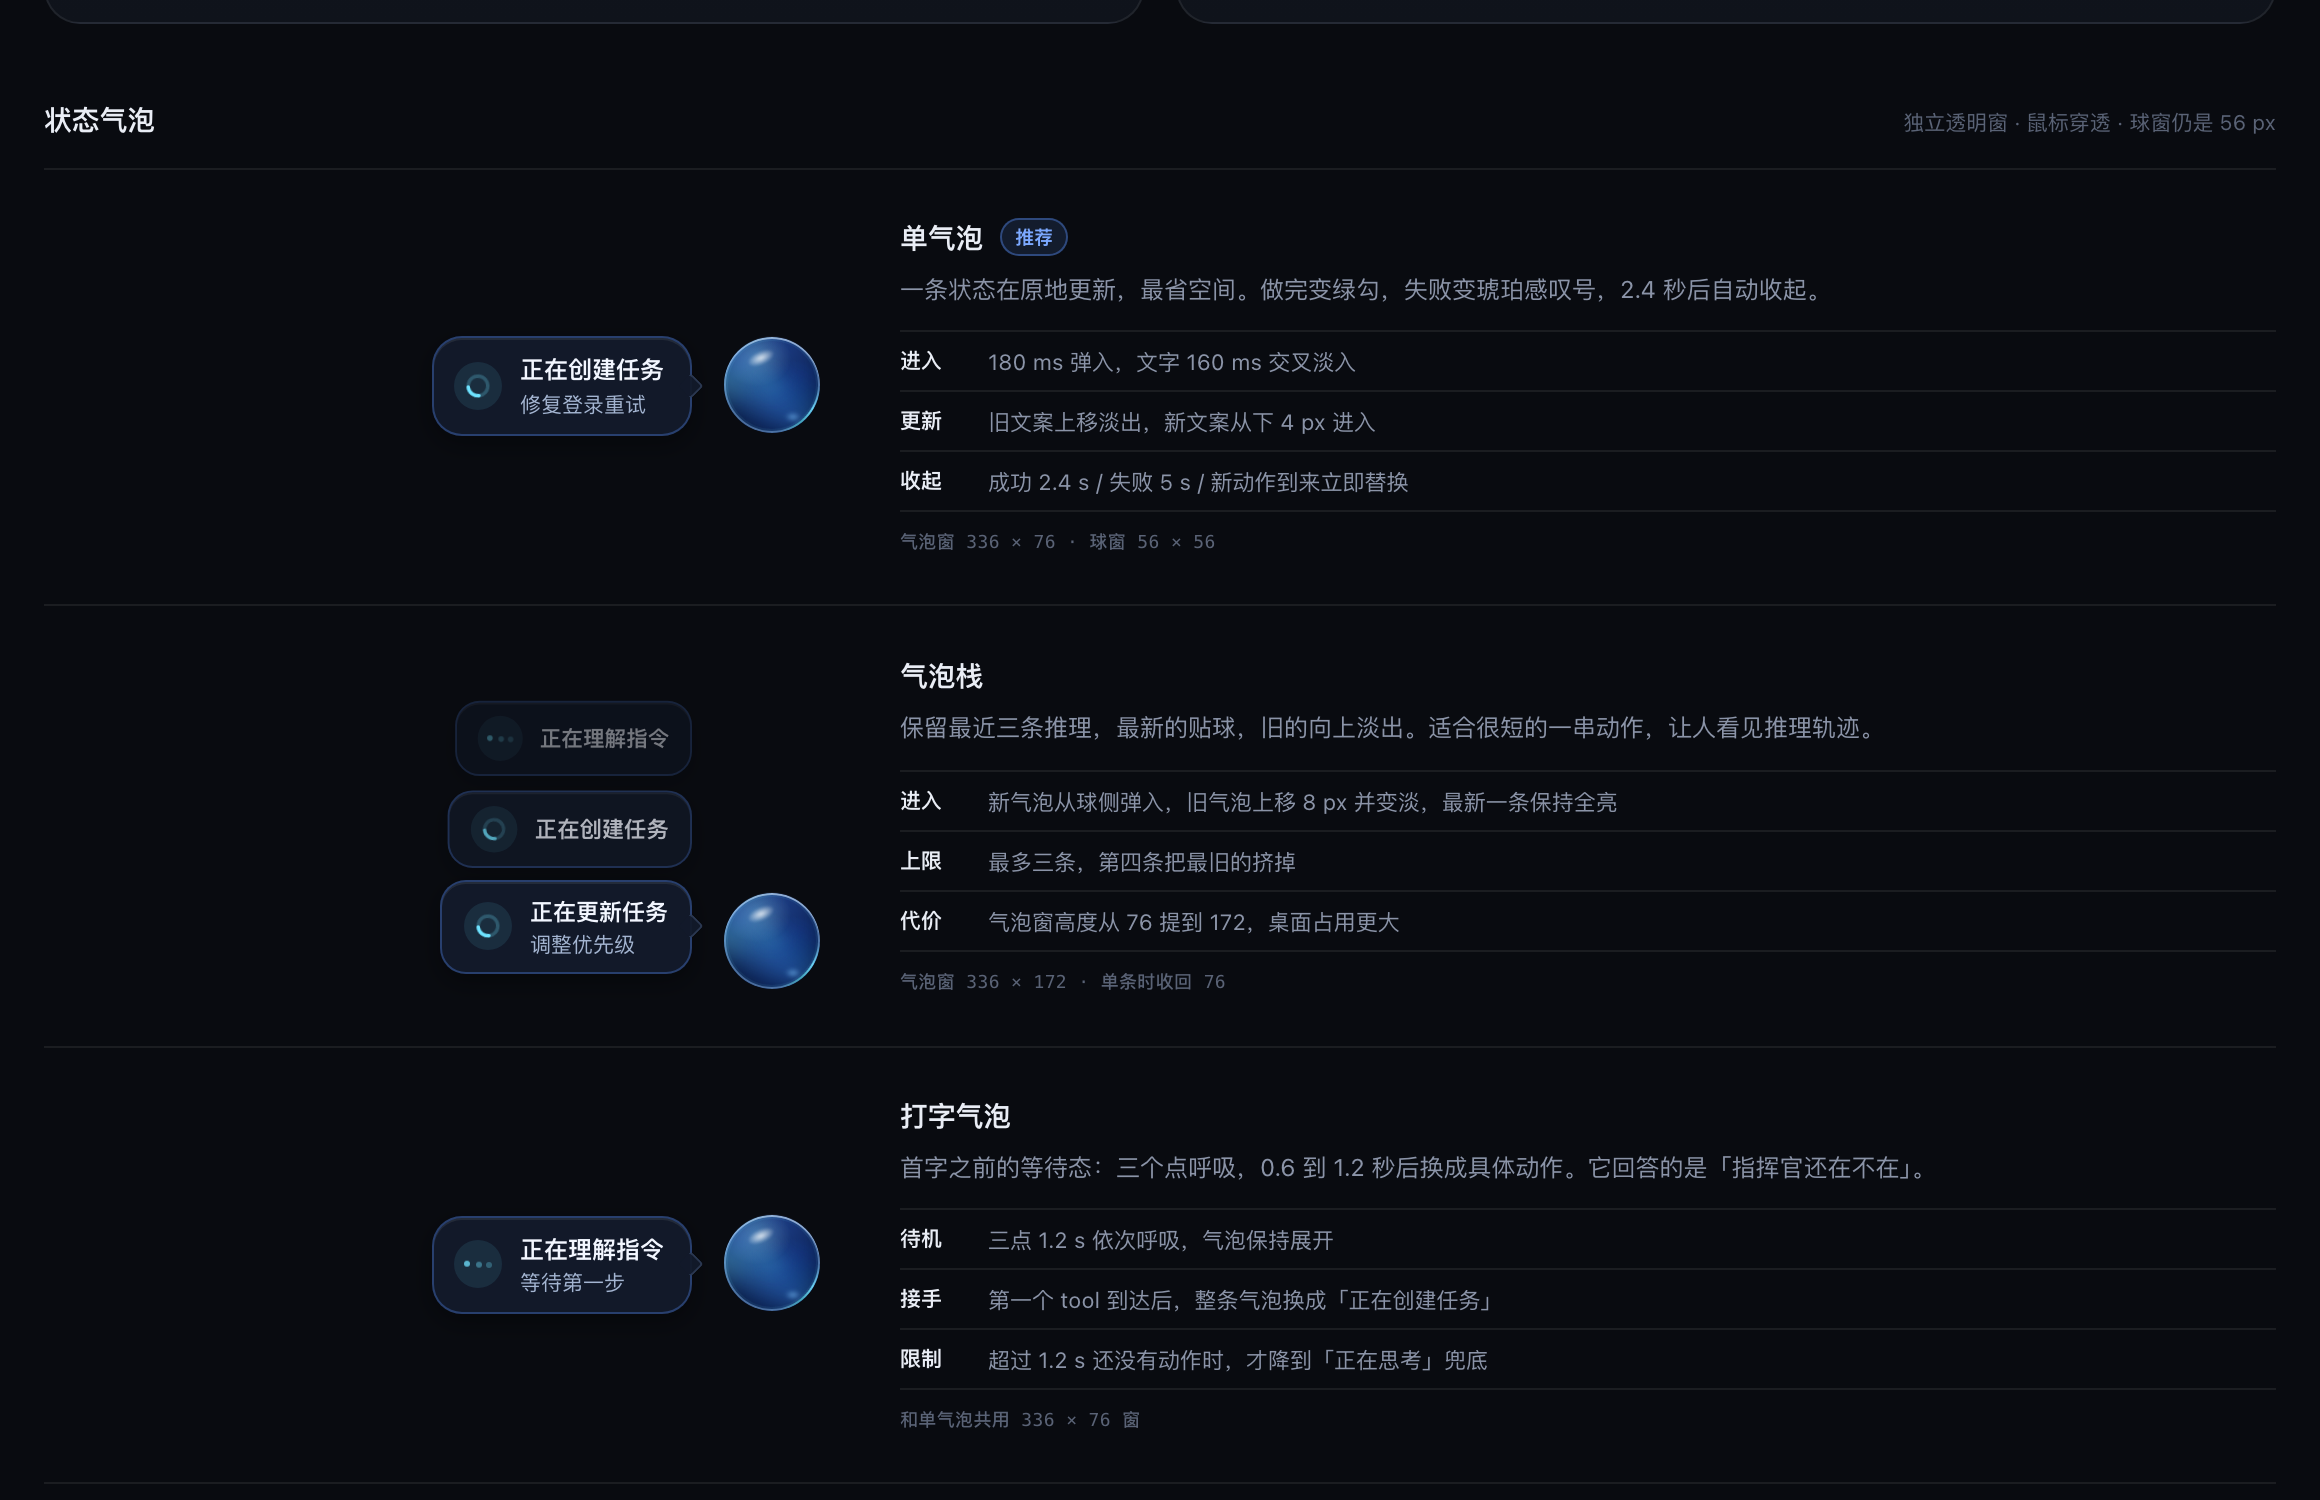 状态气泡
独立透明窗 · 鼠标穿透 · 球窗仍是 56 px
单气泡 推荐
一条状态在原地更新，最省空间。做完变绿勾，失败变琥珀感叹号，2.4 秒后自动收起。
正在创建任务
修复登录重试
进入 180 ms 弹入，文字 160 ms 交叉淡入
更新 旧文案上移淡出，新文案从下 4 px 进入
收起 成功 2.4 s / 失败 5 s / 新动作到来立即替换
气泡窗 336 × 76 · 球窗 56 × 56
气泡栈
保留最近三条推理，最新的贴球，旧的向上淡出。适合很短的一串动作，让人看见推理轨迹。
正在理解指令
正在创建任务
正在更新任务
调整优先级
进入 新气泡从球侧弹入，旧气泡上移 8 px 并变淡，最新一条保持全亮
上限 最多三条，第四条把最旧的挤掉
代价 气泡窗高度从 76 提到 172，桌面占用更大
气泡窗 336 × 172 · 单条时收回 76
打字气泡
首字之前的等待态：三个点呼吸，0.6 到 1.2 秒后换成具体动作。它回答的是「指挥官还在不在」。
正在理解指令
等待第一步
待机 三点 1.2 s 依次呼吸，气泡保持展开
接手 第一个 tool 到达后，整条气泡换成「正在创建任务」
限制 超过 1.2 s 还没有动作时，才降到「正在思考」兜底
和单气泡共用 336 × 76 窗